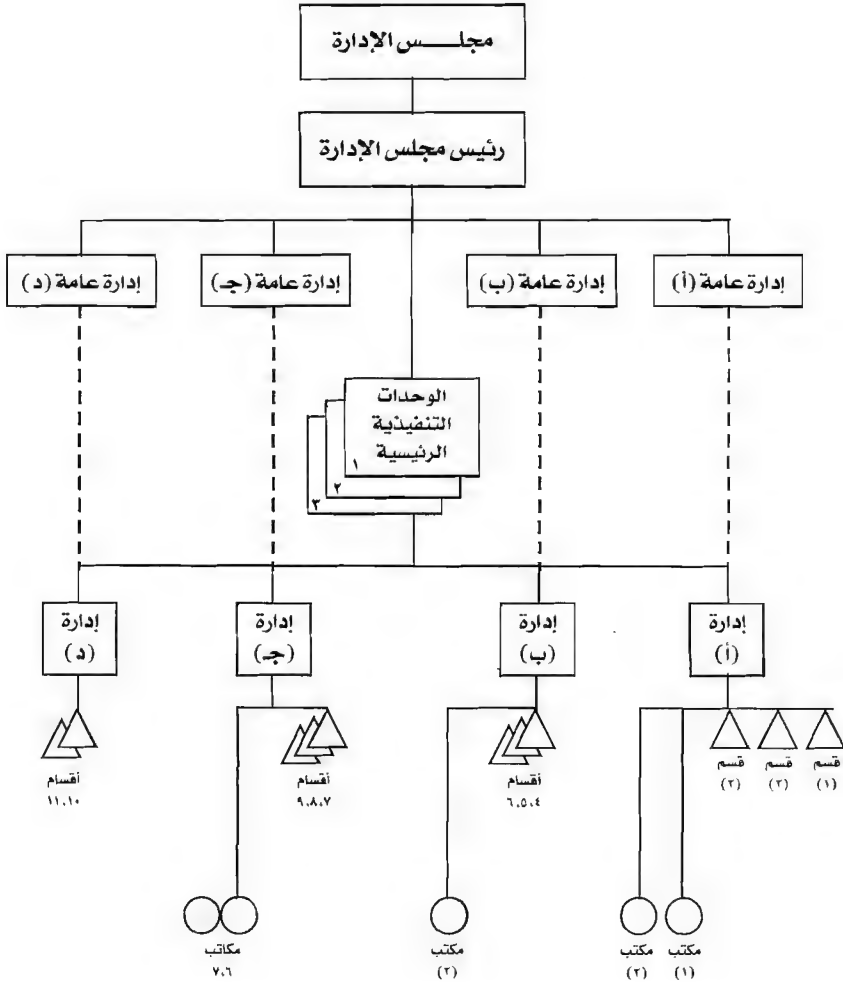 مجلـــــس الإدارة
رئيس مجلس الإدارة
إدارة عامة (أ)
إدارة عامة (ب)
إدارة عامة (جـ)
إدارة عامة (د)
الوحدات
التنفيذية
الرئيسية
١
٢
٣
إدارة
(أ)
إدارة
(ب)
إدارة
(جـ)
إدارة
(د)
قسم
(١)
قسم
(٢)
قسم
(٣)
أقسام
٦،٥،٤
أقسام
٩،٨،٧
أقسام
١١،١٠
مكتب
(١)
مكتب
(٢)
مكتب
(٣)
مكاتب
٧،٦